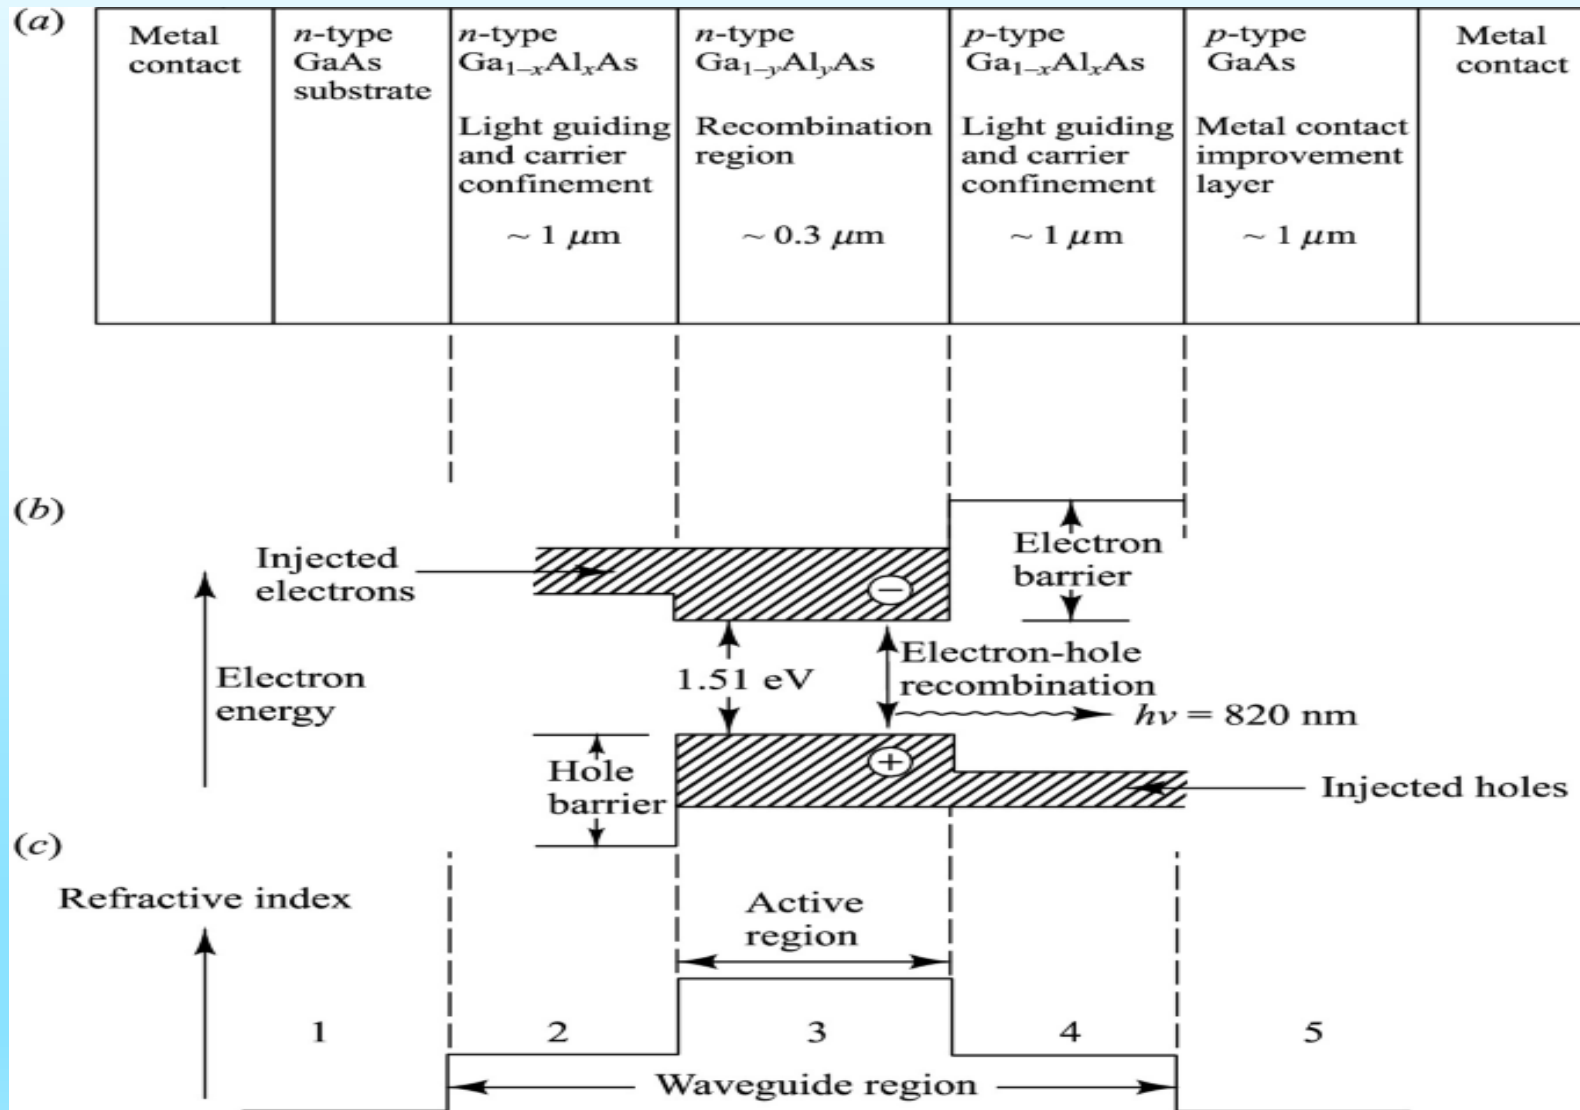 (a)
Metal
contact
n-type
GaAs
substrate
n-type
Ga1–xAlxAs
Light guiding
and carrier
confinement
~ 1 μm
n-type
Ga1–yAlyAs
Recombination
region
~ 0.3 μm
p-type
Ga1–xAlxAs
Light guiding
and carrier
confinement
~ 1 μm
p-type
GaAs
Metal contact
improvement
layer
~ 1 μm
Metal
contact
(b)
Injected
electrons
−
Electron
barrier
Electron
energy
1.51 eV
Electron-hole
recombination
hν = 820 nm
Hole
barrier
+
Injected holes
(c)
Refractive index
Active
region
1
2
3
4
5
Waveguide region